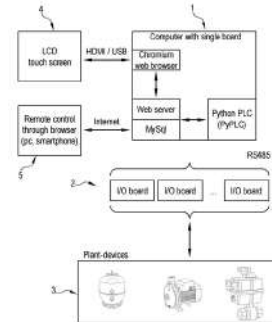 4
1
LCD
touch screen
HDMI / USB
Computer with single board
Chromium
web browser
Remote control
through browser
(pc, smartphone)
Internet
Web server
MySql
Python PLC
(PyPLC)
5
RS485
2
I/O board
I/O board
...
I/O board
Plant-devices
3